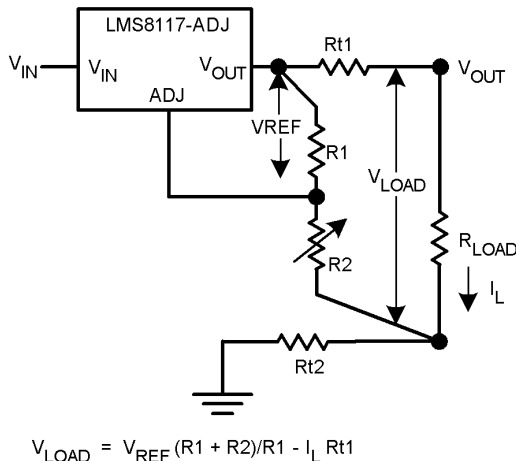 LMS8117-ADJ
V_IN
V_IN
V_OUT
Rt1
V_OUT
ADJ
VREF
R1
V_LOAD
R2
R_LOAD
I_L
Rt2
V_LOAD = V_REF (R1 + R2)/R1 - I_L Rt1